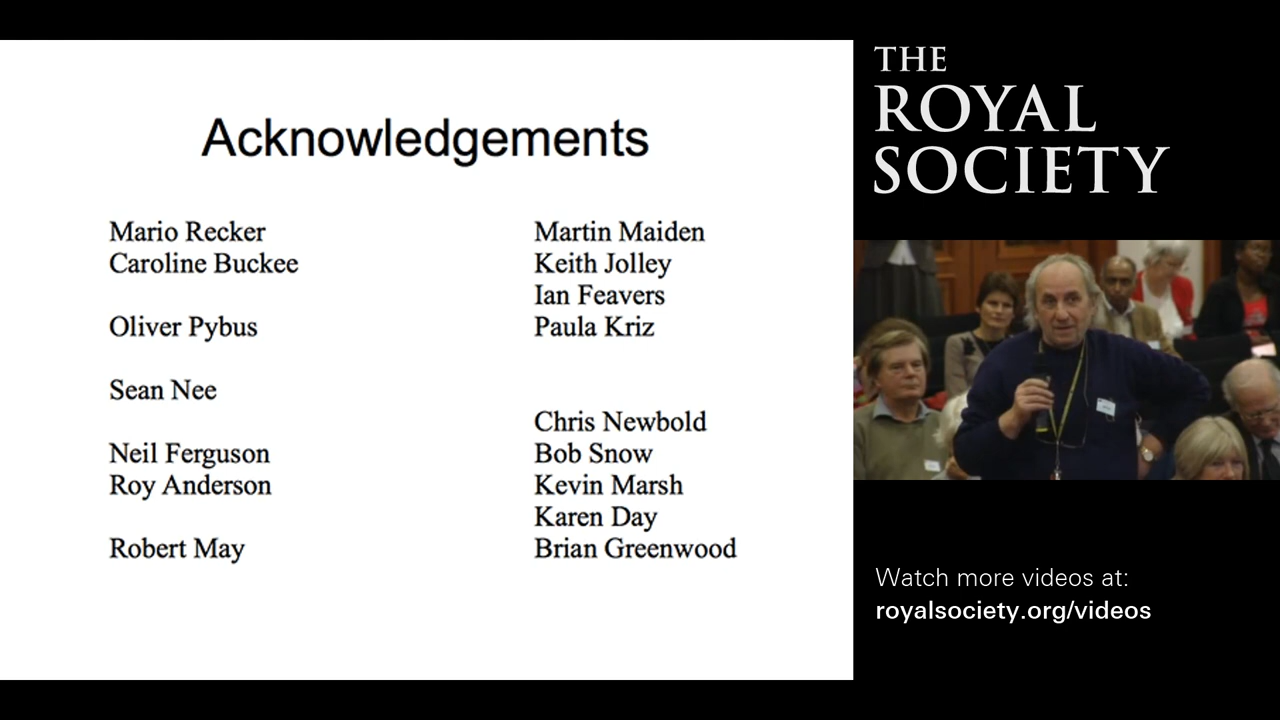 Acknowledgements
Mario Recker
Caroline Buckee
Oliver Pybus
Sean Nee
Neil Ferguson
Roy Anderson
Robert May
Martin Maiden
Keith Jolley
Ian Feavers
Paula Kriz
Chris Newbold
Bob Snow
Kevin Marsh
Karen Day
Brian Greenwood
THE
ROYAL
SOCIETY
Watch more videos at:
royalsociety.org/videos